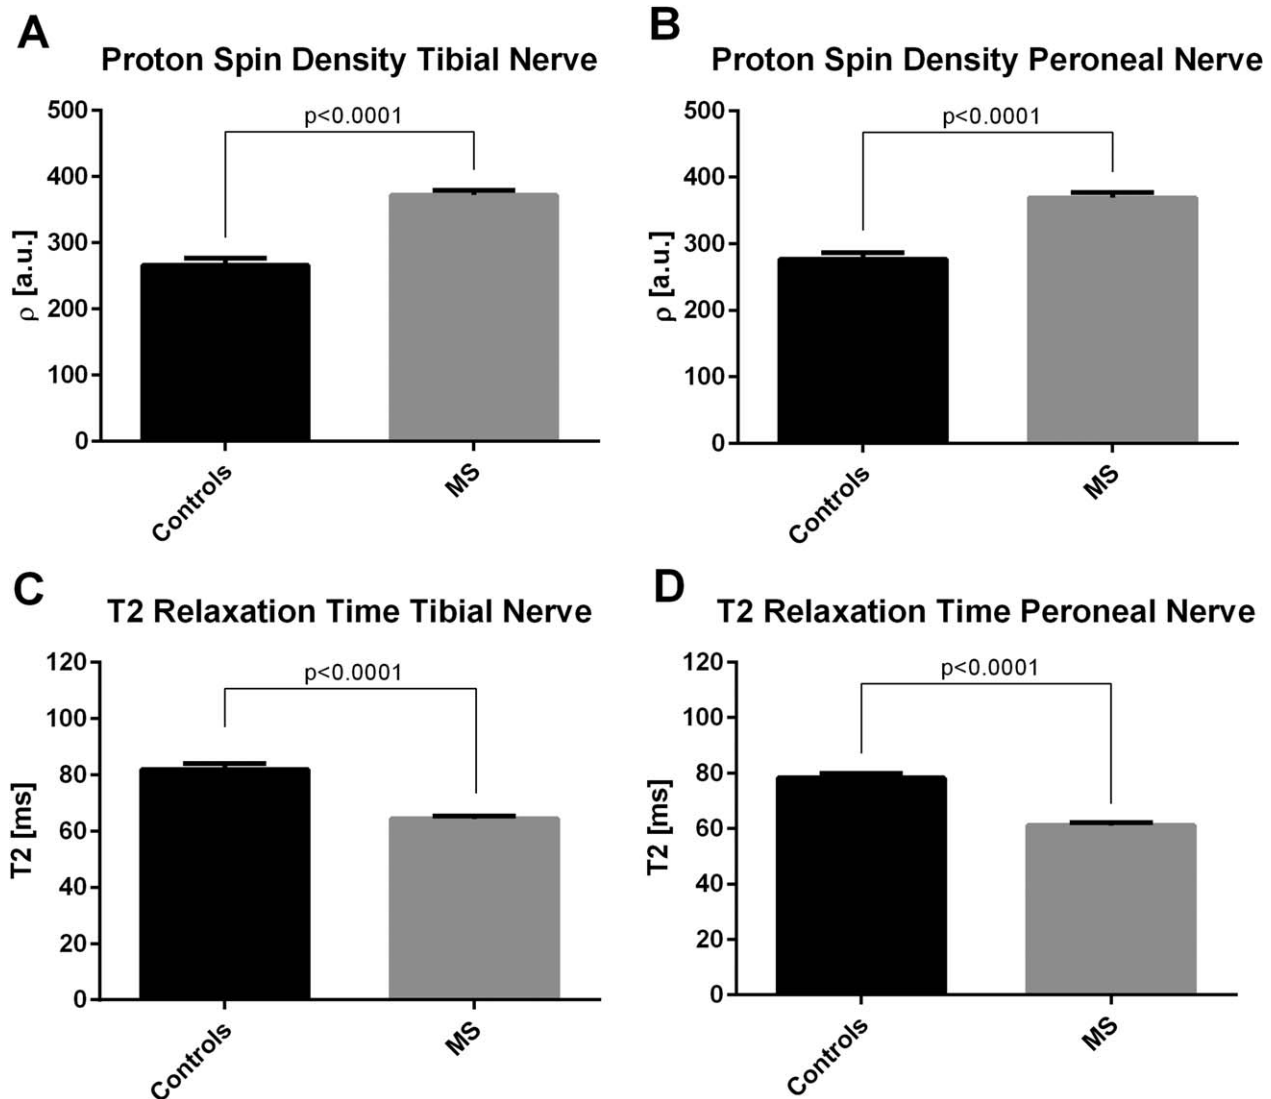 A
Proton Spin Density Tibial Nerve
p<0.0001
500
400
300
200
100
0
ρ [a.u.]
Controls
MS
B
Proton Spin Density Peroneal Nerve
p<0.0001
500
400
300
200
100
0
ρ [a.u.]
Controls
MS
C
T2 Relaxation Time Tibial Nerve
p<0.0001
120
100
80
60
40
20
0
T2 [ms]
Controls
MS
D
T2 Relaxation Time Peroneal Nerve
p<0.0001
120
100
80
60
40
20
0
T2 [ms]
Controls
MS